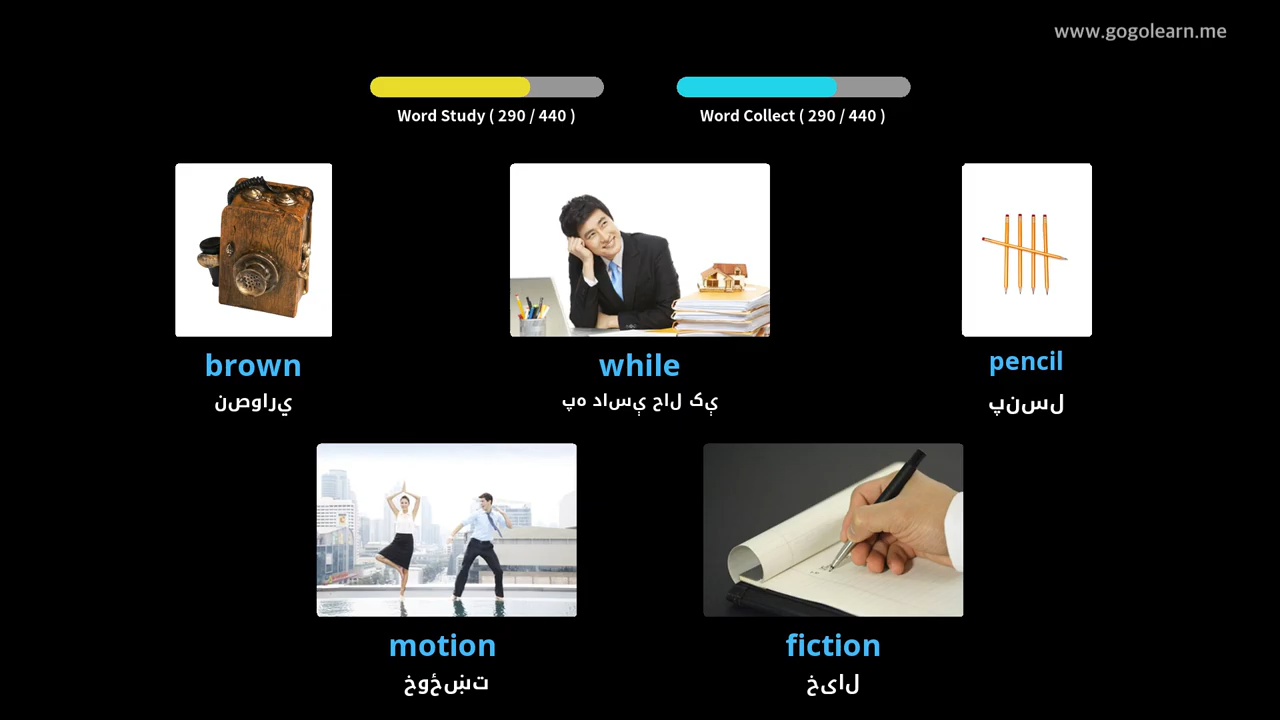 www.gogolearn.me
Word Study ( 290 / 440 )
Word Collect ( 290 / 440 )
brown
نصواري
while
په داسې حال کې
pencil
پنسل
motion
خوځښت
fiction
خیال